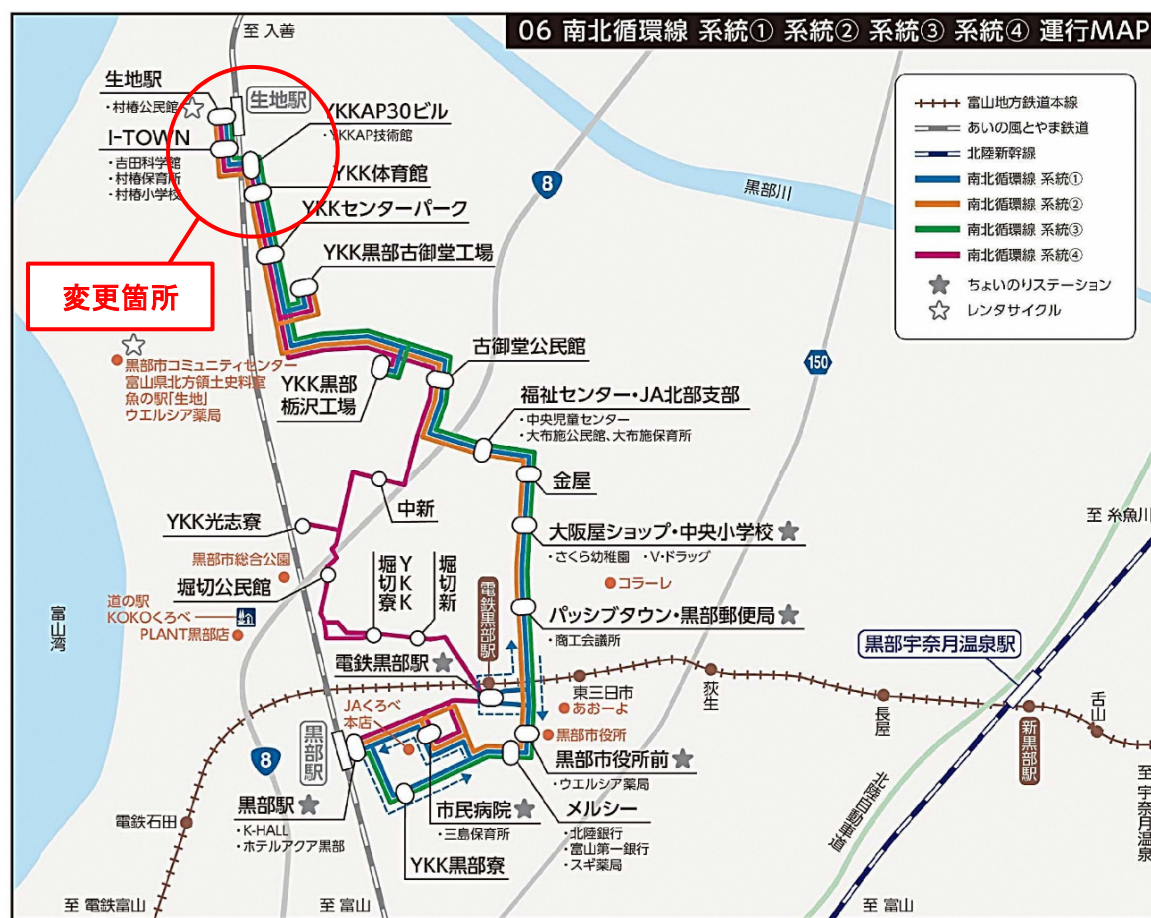 06 南北循環線 系統① 系統② 系統③ 系統④ 運行MAP
至 入善
生地駅
・村椿公民館
生地駅
I-TOWN
・吉田科学館
・村椿保育所
・村椿小学校
YKKAP30ビル
・YKKAP技術館
YKK体育館
YKKセンターパーク
YKK黒部古御堂工場
変更箇所
8
黒部川
富山地方鉄道本線
あいの風とやま鉄道
北陸新幹線
南北循環線 系統①
南北循環線 系統②
南北循環線 系統③
南北循環線 系統④
ちょいのりステーション
レンタサイクル
黒部市コミュニティセンター
富山県北方領土史料室
魚の駅「生地」
ウエルシア薬局
YKK黒部
栃沢工場
古御堂公民館
150
福祉センター・JA北部支部
・中央児童センター
・大布施公民館、大布施保育所
金屋
中新
YKK光志寮
大阪屋ショップ・中央小学校
・さくら幼稚園 ・V・ドラッグ
至 糸魚川
黒部市総合公園
堀切公民館
YKK
堀切寮
堀切新
コラーレ
道の駅
KOKOくろべ
PLANT黒部店
富山湾
電鉄黒部駅
パッシブタウン・黒部郵便局
・商工会議所
黒部宇奈月温泉駅
電鉄黒部駅
東三日市
あおーよ
荻生
長屋
新黒部駅
舌山
JAくろべ
本店
黒部市役所
黒部駅
8
黒部市役所前
・ウエルシア薬局
北陸自動車道
至 宇奈月温泉
電鉄石田
黒部駅
・K-HALL
・ホテルアクア黒部
市民病院
・三島保育所
メルシー
・北陸銀行
・富山第一銀行
・スギ薬局
YKK黒部寮
至 電鉄富山
至 富山
至 富山